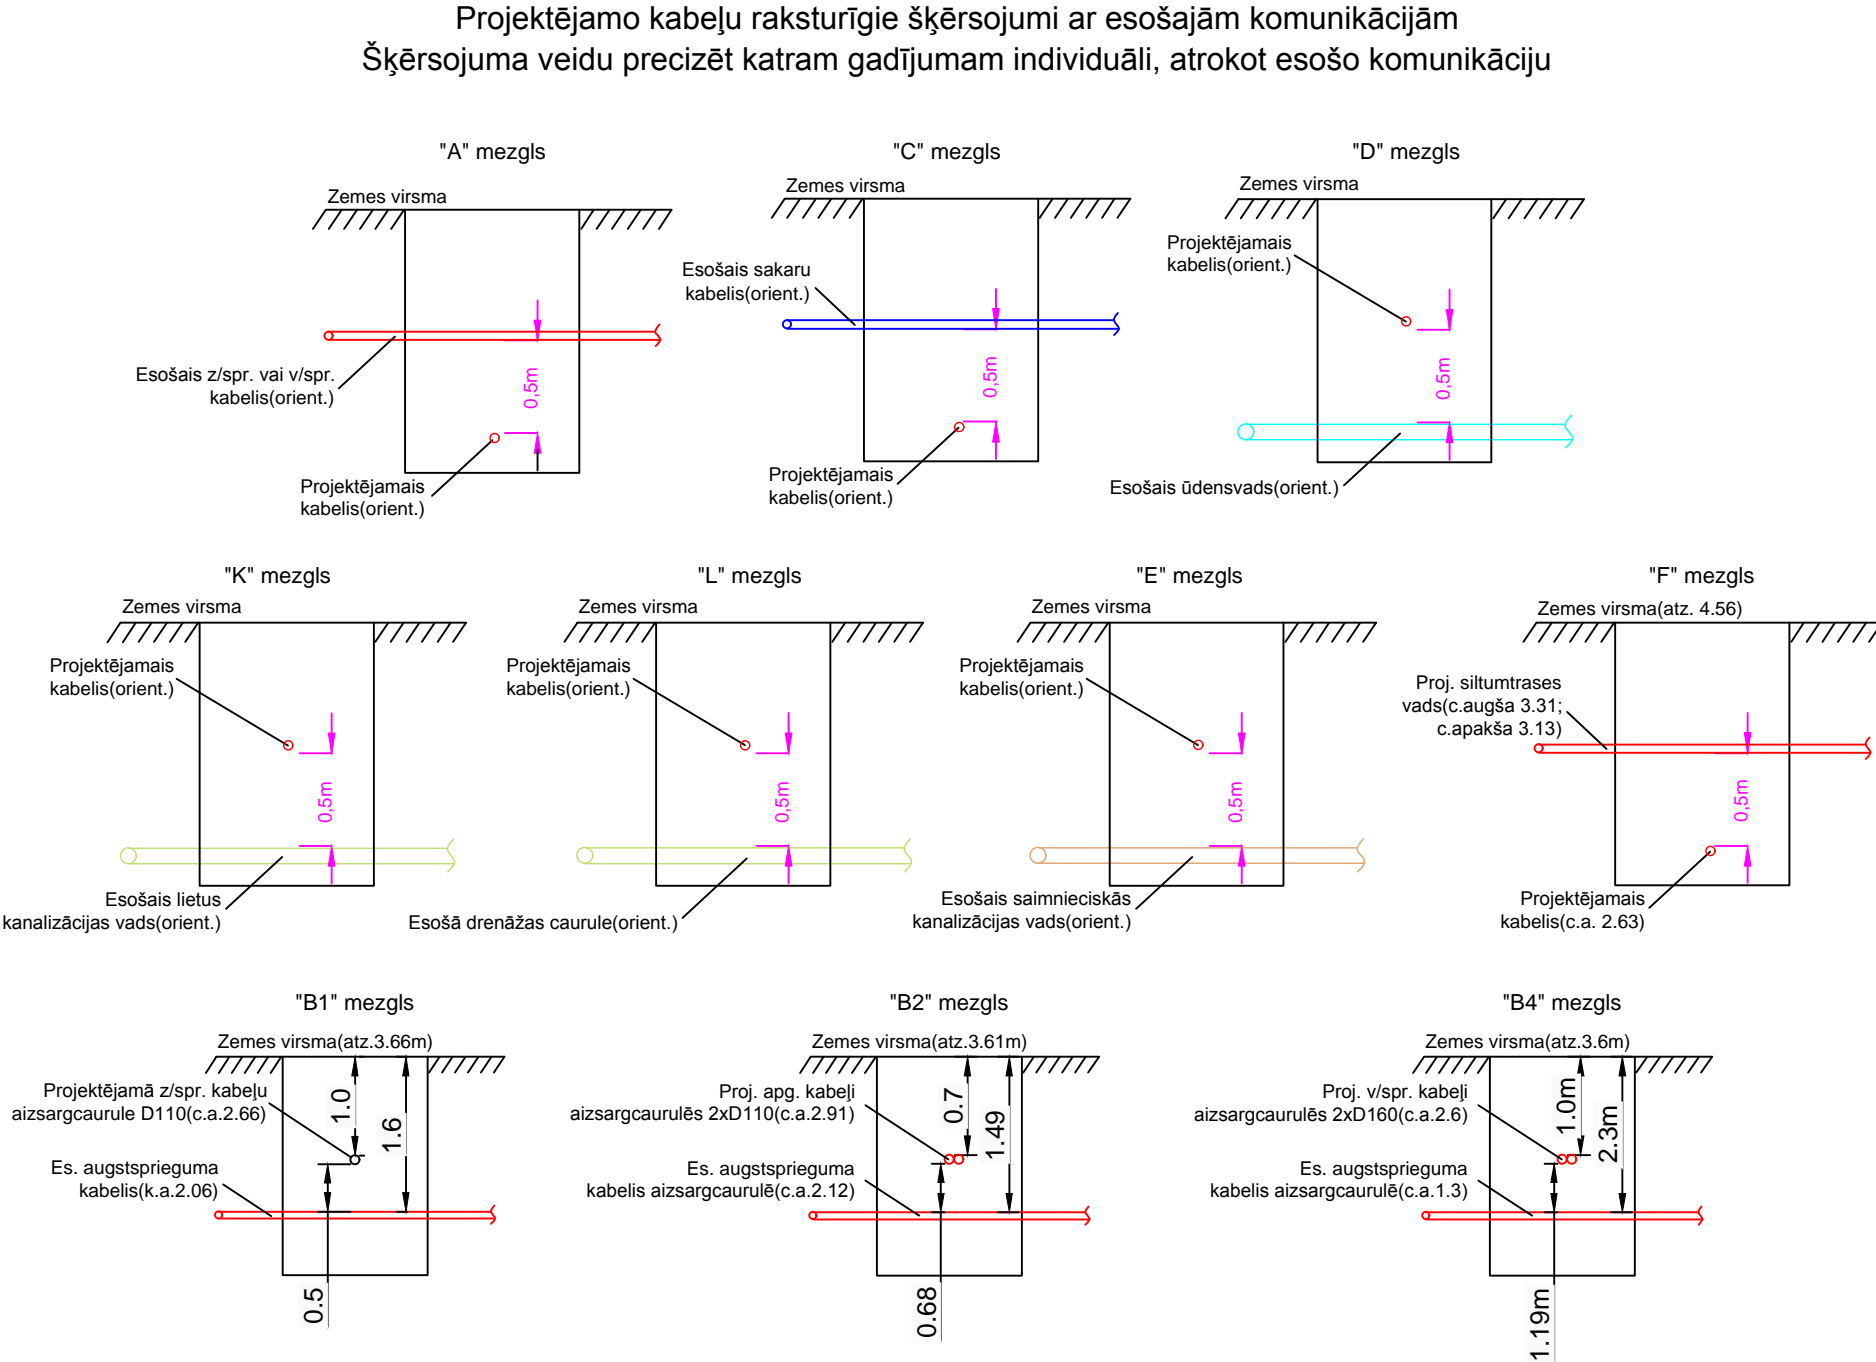 Projektējamo kabeļu raksturīgie šķērsojumi ar esošajām komunikācijām
Šķērsojuma veidu precizēt katram gadījumam individuāli, atrokot esošo komunikāciju
"A" mezgls
Zemes virsma
Esošais z/spr. vai v/spr.
kabelis(orient.)
0,5m
Projektējamais
kabelis(orient.)
"C" mezgls
Zemes virsma
Esošais sakaru
kabelis(orient.)
0,5m
Projektējamais
kabelis(orient.)
"D" mezgls
Zemes virsma
Projektējamais
kabelis(orient.)
0,5m
Esošais ūdensvads(orient.)
"K" mezgls
Zemes virsma
Projektējamais
kabelis(orient.)
0,5m
Esošais lietus
kanalizācijas vads(orient.)
"L" mezgls
Zemes virsma
Projektējamais
kabelis(orient.)
0,5m
Esošā drenāžas caurule(orient.)
"E" mezgls
Zemes virsma
Projektējamais
kabelis(orient.)
0,5m
Esošais saimnieciskās
kanalizācijas vads(orient.)
"F" mezgls
Zemes virsma(atz. 4.56)
Proj. siltumtrases
vads(c.augša 3.31;
c.apakša 3.13)
0,5m
Projektējamais
kabelis(c.a. 2.63)
"B1" mezgls
Zemes virsma(atz.3.66m)
Projektējamā z/spr. kabeļu
aizsargcaurule D110(c.a.2.66)
1.0
1.6
Es. augstsprieguma
kabelis(k.a.2.06)
0.5
"B2" mezgls
Zemes virsma(atz.3.61m)
Proj. apg. kabeļi
aizsargcaurulēs 2xD110(c.a.2.91)
0.7
1.49
Es. augstsprieguma
kabelis aizsargcaurulē(c.a.2.12)
0.68
"B4" mezgls
Zemes virsma(atz.3.6m)
Proj. v/spr. kabeļi
aizsargcaurulēs 2xD160(c.a.2.6)
1.0m
2.3m
Es. augstsprieguma
kabelis aizsargcaurulē(c.a.1.3)
1.19m